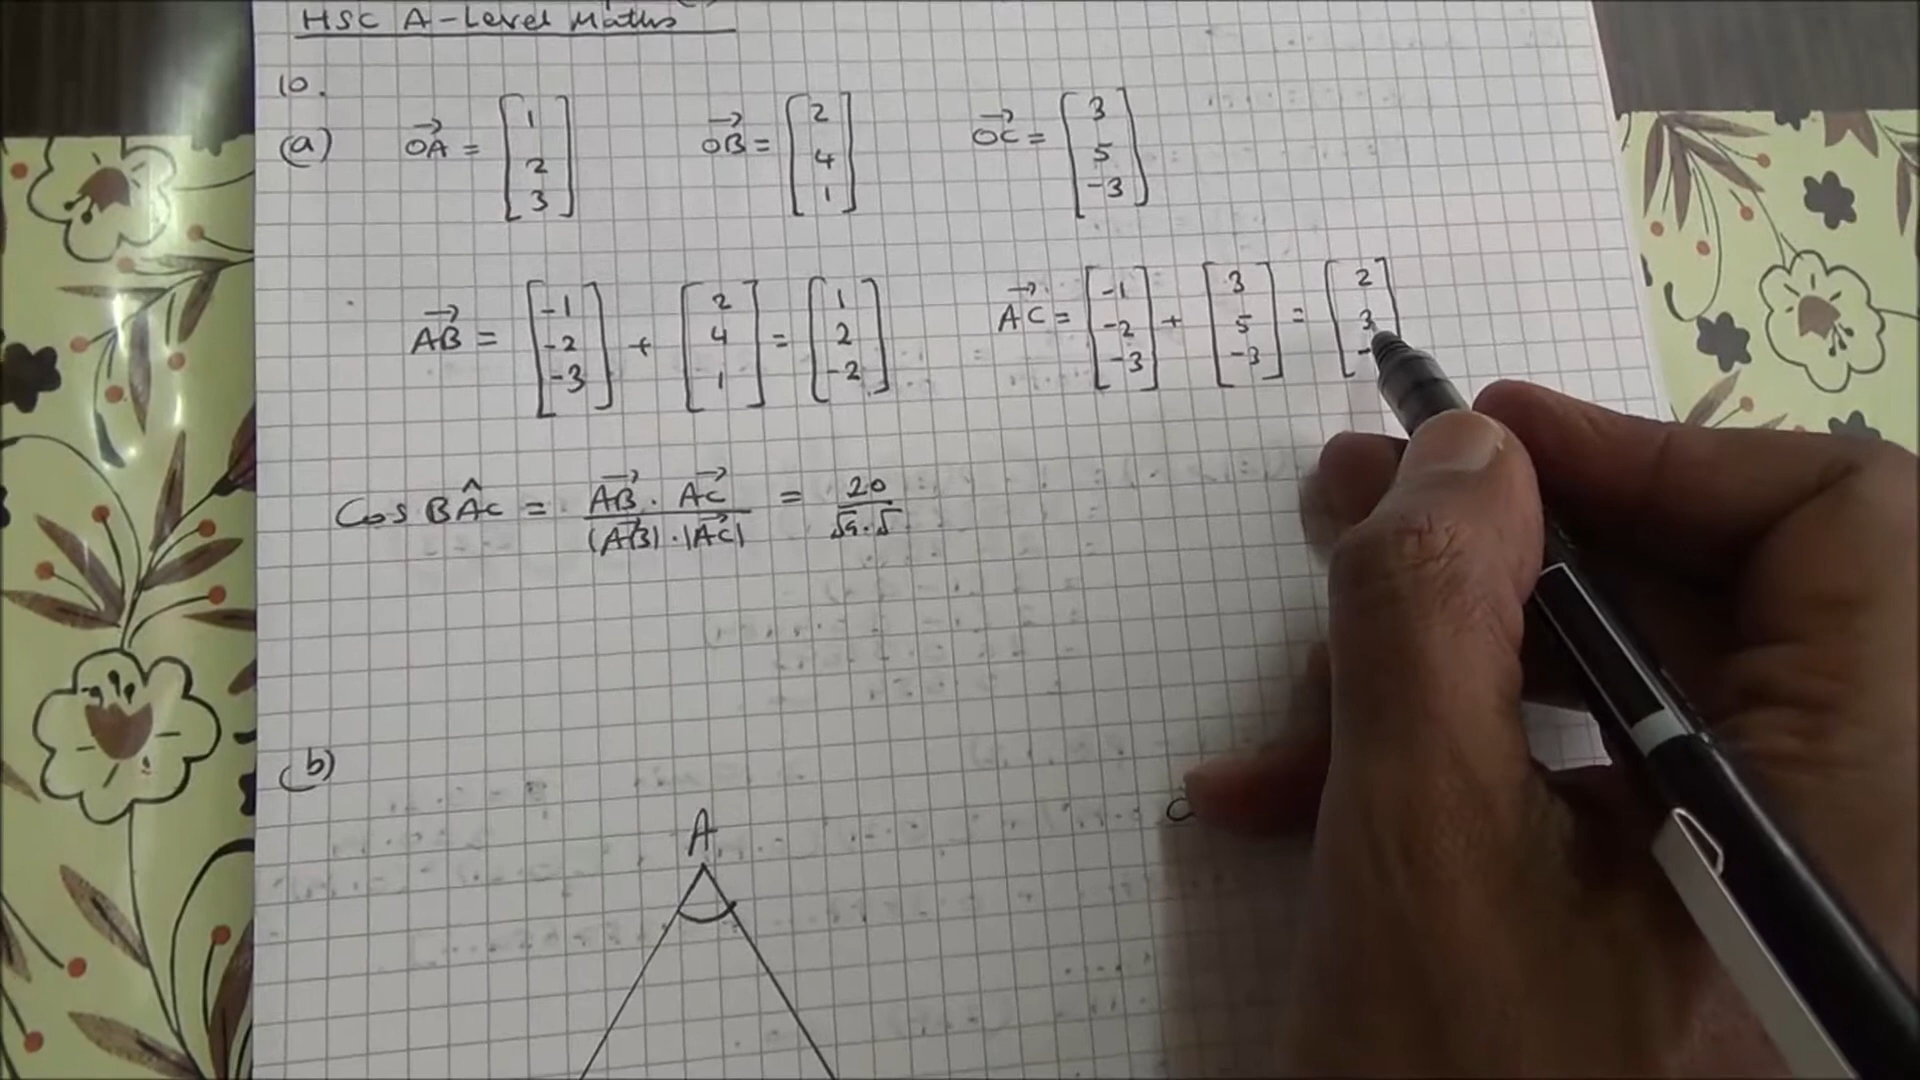 HSC A-Level Maths
10.
(a) OA→ = [1 2 3] OB→ = [2 4 1] OC→ = [3 5 -3]
AB→ = [-1 -2 -3] + [2 4 1] = [1 2 -2] AC→ = [-1 -2 -3] + [3 5 -3] = [2 3 -
Cos BÂC = AB→ . AC→ / |AB→| . |AC→| = 20 / √9 . √
(b)
A